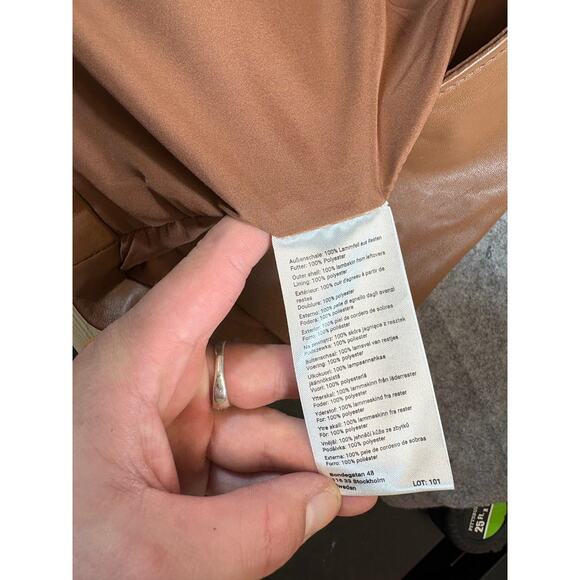 Außenschale: 100% Lammfell aus Resten
Futter: 100% Polyester
Outer shell: 100% lambskin from leftovers
Lining: 100% Polyester
Extérieur: 100% cuir d'agneau à partir de
restes
Doublure: 100% polyester
Esterno: 100% pelle di agnello dagli avanzi
Fodera: 100% poliestere
Exterior: 100% piel de cordero de sobras
Forro: 100% poliéster
Na zewnątrz: 100% skóra jagnięca z resztek
Podszewka: 100% poliester
Buitenschaal: 100% lamsvel van restjes
Voering: 100% polyester
Ulkokuori: 100% lampaannahkaa
jäännöksistä
Vuori: 100% polyesteriä
Ytterskal: 100% lammskinn från läderrester
Foder: 100% polyester
Yderstof: 100% lammeskind fra rester
För: 100% polyester
Ytre skall: 100% lammeskinn fra rester
Fôr: 100% polyester
Vnější: 100% jehněčí kůže ze zbytků
Podšívka: 100% polyester
Externa: 100% pele de cordeiro de sobras
Forro: 100% poliéster
Bondegatan 48
Stockholm
Sweden
LOT: 101
25 FT.